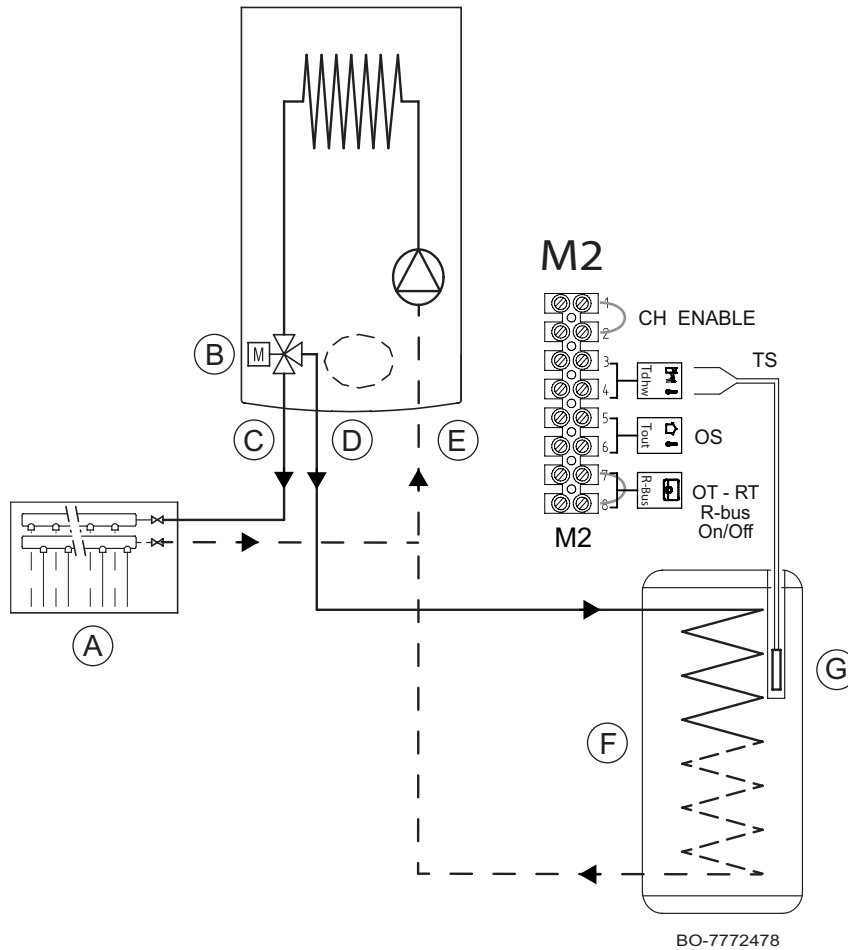 M2
1
CH ENABLE
2
TS
3
Tdhw
4
5
Tout
OS
6
7
R-Bus
OT - RT
R-bus
On/Off
8
M2
B
M
C
D
E
A
G
F
BO-7772478